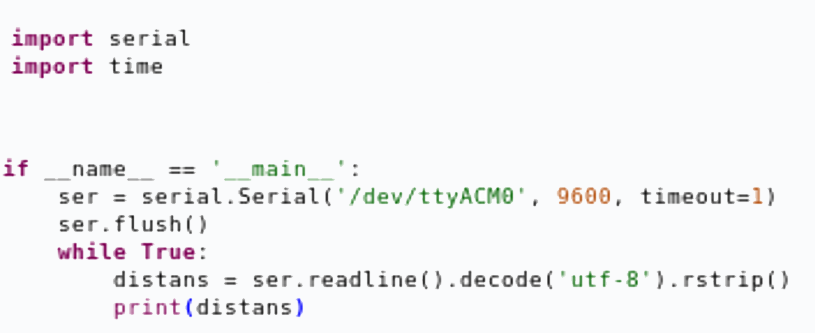 import serial
import time
if __name__ == '__main__':
    ser = serial.Serial('/dev/ttyACM0', 9600, timeout=1)
    ser.flush()
    while True:
        distans = ser.readline().decode('utf-8').rstrip()
        print(distans)